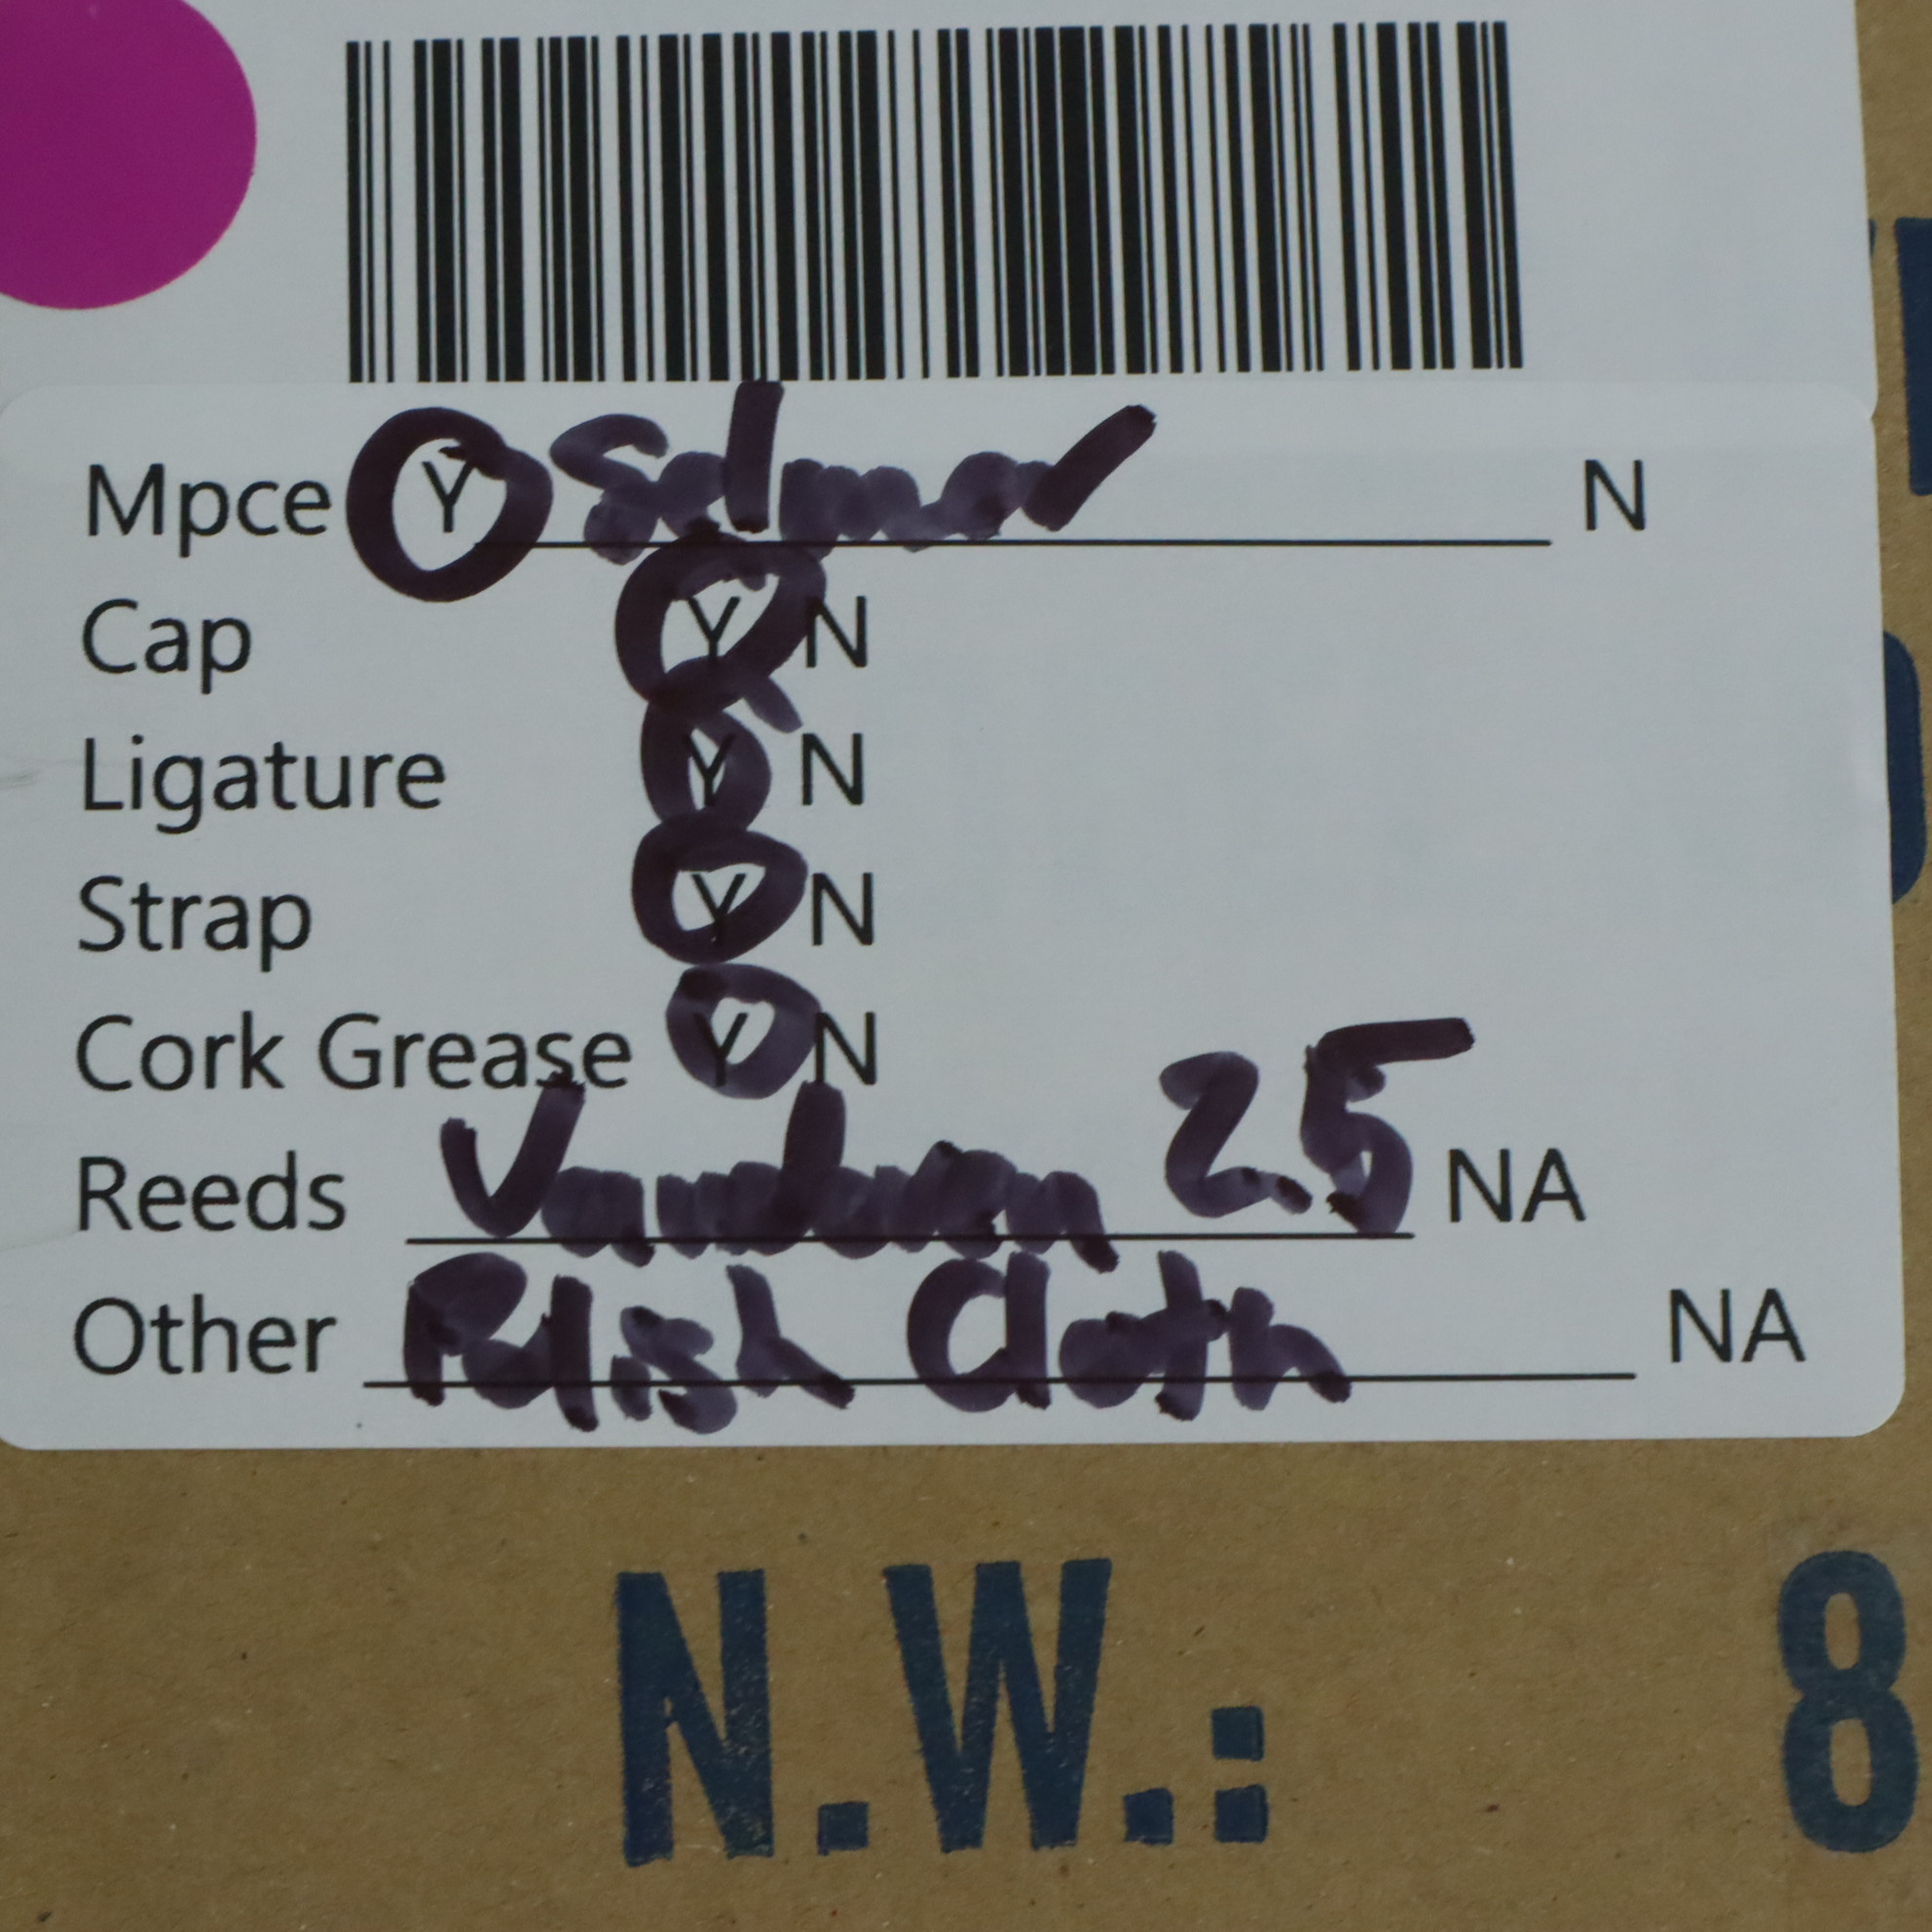 Mpce Y Selmer N
Cap Y N
Ligature Y N
Strap Y N
Cork Grease Y N
Reeds Vandoren 2.5 NA
Other Polish Cloth NA
N.W.: 8